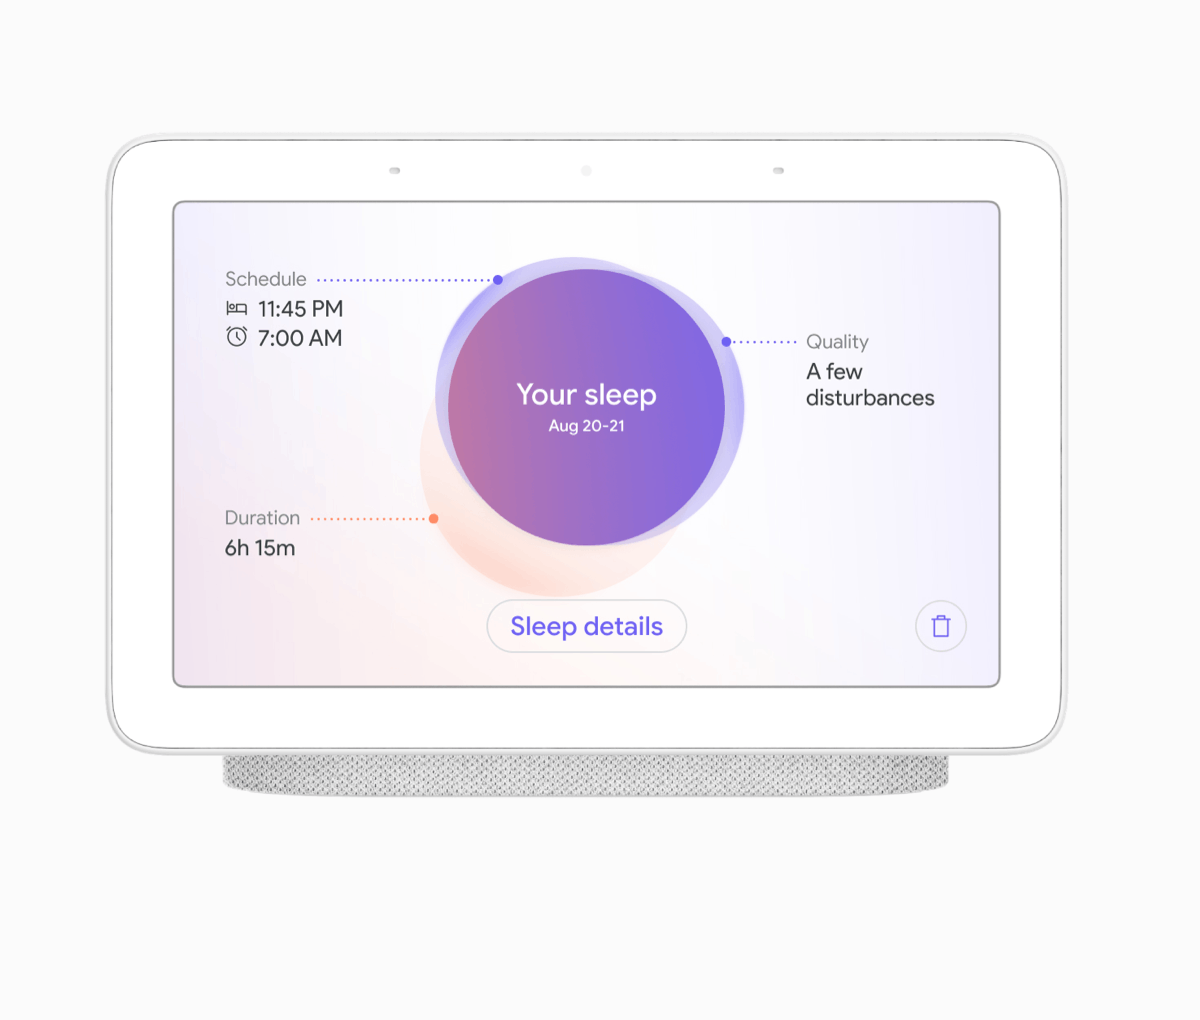 Schedule
11:45 PM
7:00 AM
Quality
A few
disturbances
Your sleep
Aug 20-21
Duration
6h 15m
Sleep details